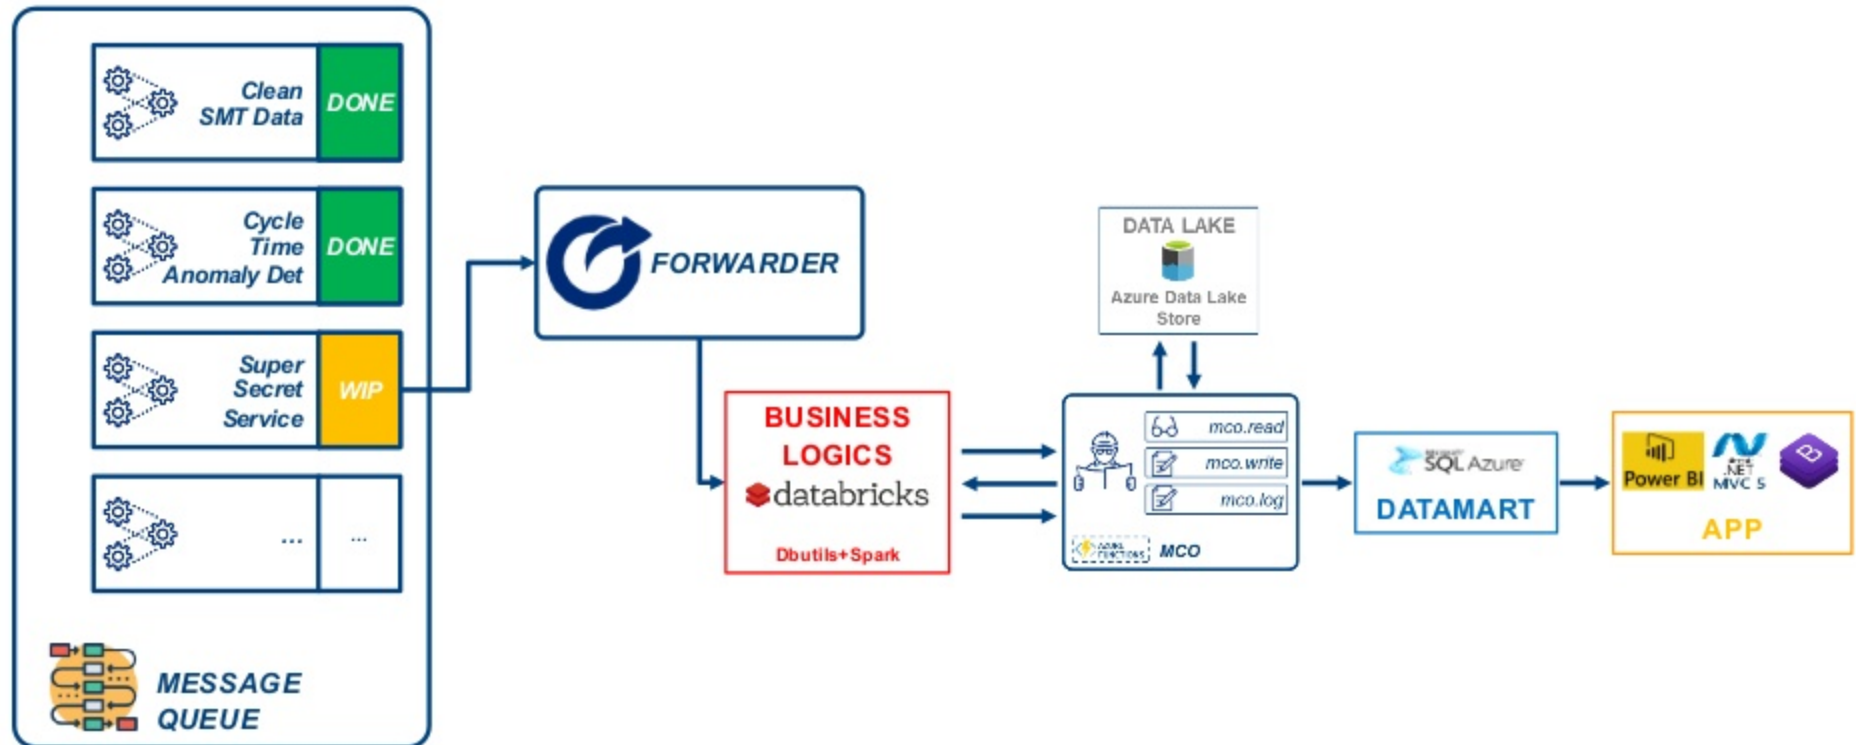 Clean
SMT Data
DONE
Cycle
Time
Anomaly Det
DONE
Super
Secret
Service
WIP
...
...
MESSAGE
QUEUE
FORWARDER
BUSINESS
LOGICS
databricks
Dbutils+Spark
DATA LAKE
Azure Data Lake
Store
mco.read
mco.write
mco.log
AZURE
FUNCTIONS
MCO
SQL Azure
DATAMART
Power BI
.NET
MVC 5
B
APP